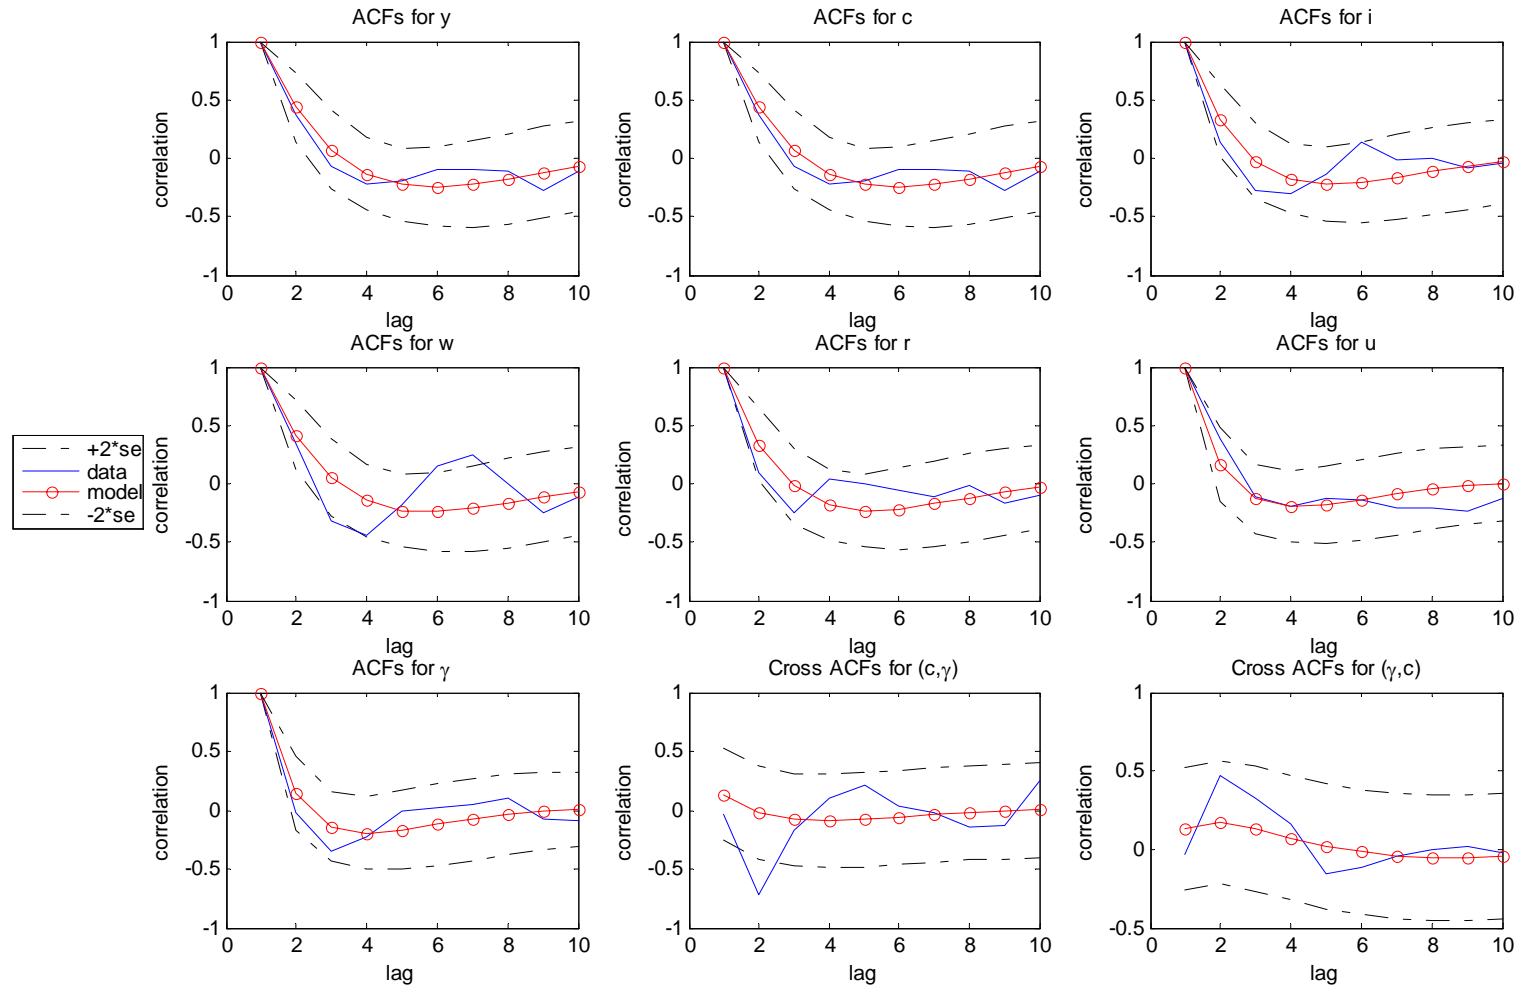 ACFs for y
ACFs for c
ACFs for i
1
0.5
0
-0.5
-1
correlation
0 2 4 6 8 10
lag
1
0.5
0
-0.5
-1
correlation
0 2 4 6 8 10
lag
1
0.5
0
-0.5
-1
correlation
0 2 4 6 8 10
lag
ACFs for w
ACFs for r
ACFs for u
+2*se
data
model
-2*se
1
0.5
0
-0.5
-1
correlation
0 2 4 6 8 10
lag
1
0.5
0
-0.5
-1
correlation
0 2 4 6 8 10
lag
1
0.5
0
-0.5
-1
correlation
0 2 4 6 8 10
lag
ACFs for γ
Cross ACFs for (c,γ)
Cross ACFs for (γ,c)
1
0.5
0
-0.5
-1
correlation
0 2 4 6 8 10
lag
1
0.5
0
-0.5
-1
correlation
0 2 4 6 8 10
lag
1
0.5
0
-0.5
correlation
0 2 4 6 8 10
lag